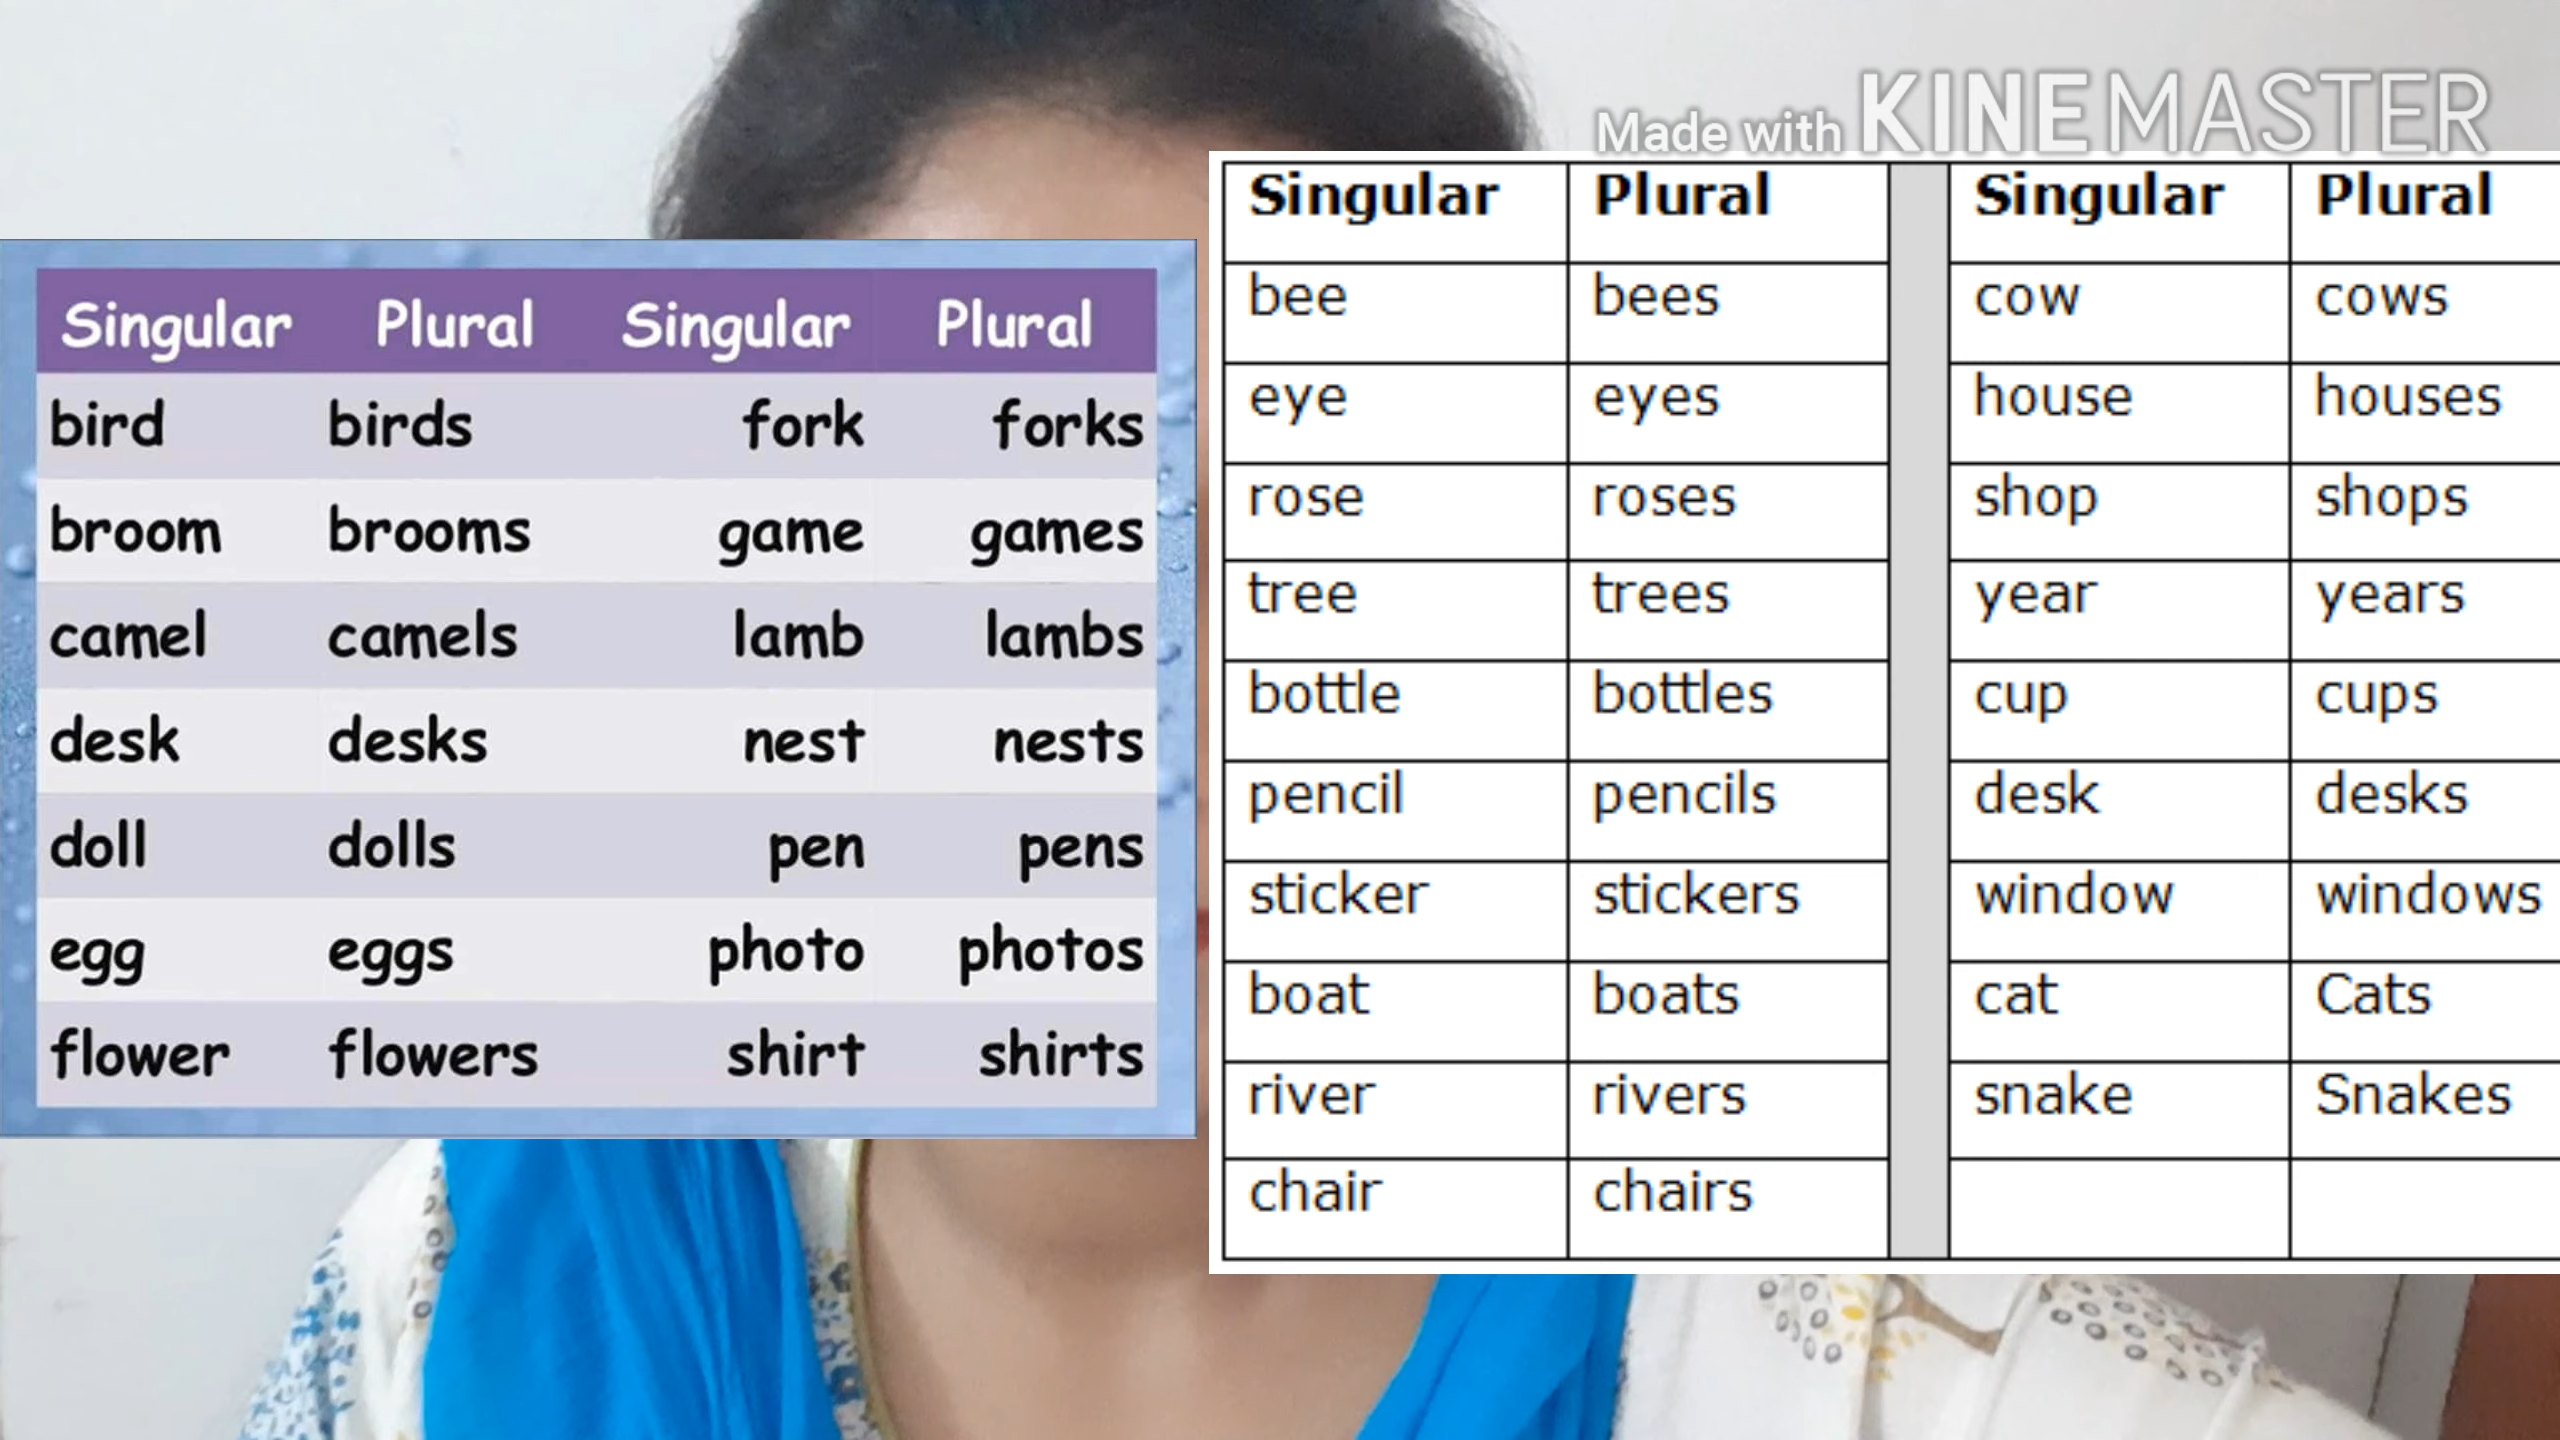 Made with KINEMASTER
Singular Plural Singular Plural
bird birds fork forks
broom brooms game games
camel camels lamb lambs
desk desks nest nests
doll dolls pen pens
egg eggs photo photos
flower flowers shirt shirts
Singular Plural Singular Plural
bee bees cow cows
eye eyes house houses
rose roses shop shops
tree trees year years
bottle bottles cup cups
pencil pencils desk desks
sticker stickers window windows
boat boats cat Cats
river rivers snake Snakes
chair chairs